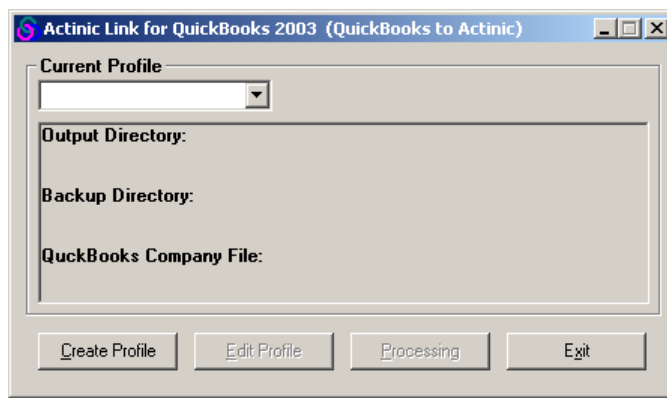 Actinic Link for QuickBooks 2003 (QuickBooks to Actinic)
Current Profile
Output Directory:
Backup Directory:
QuckBooks Company File:
Create Profile Edit Profile Processing Exit